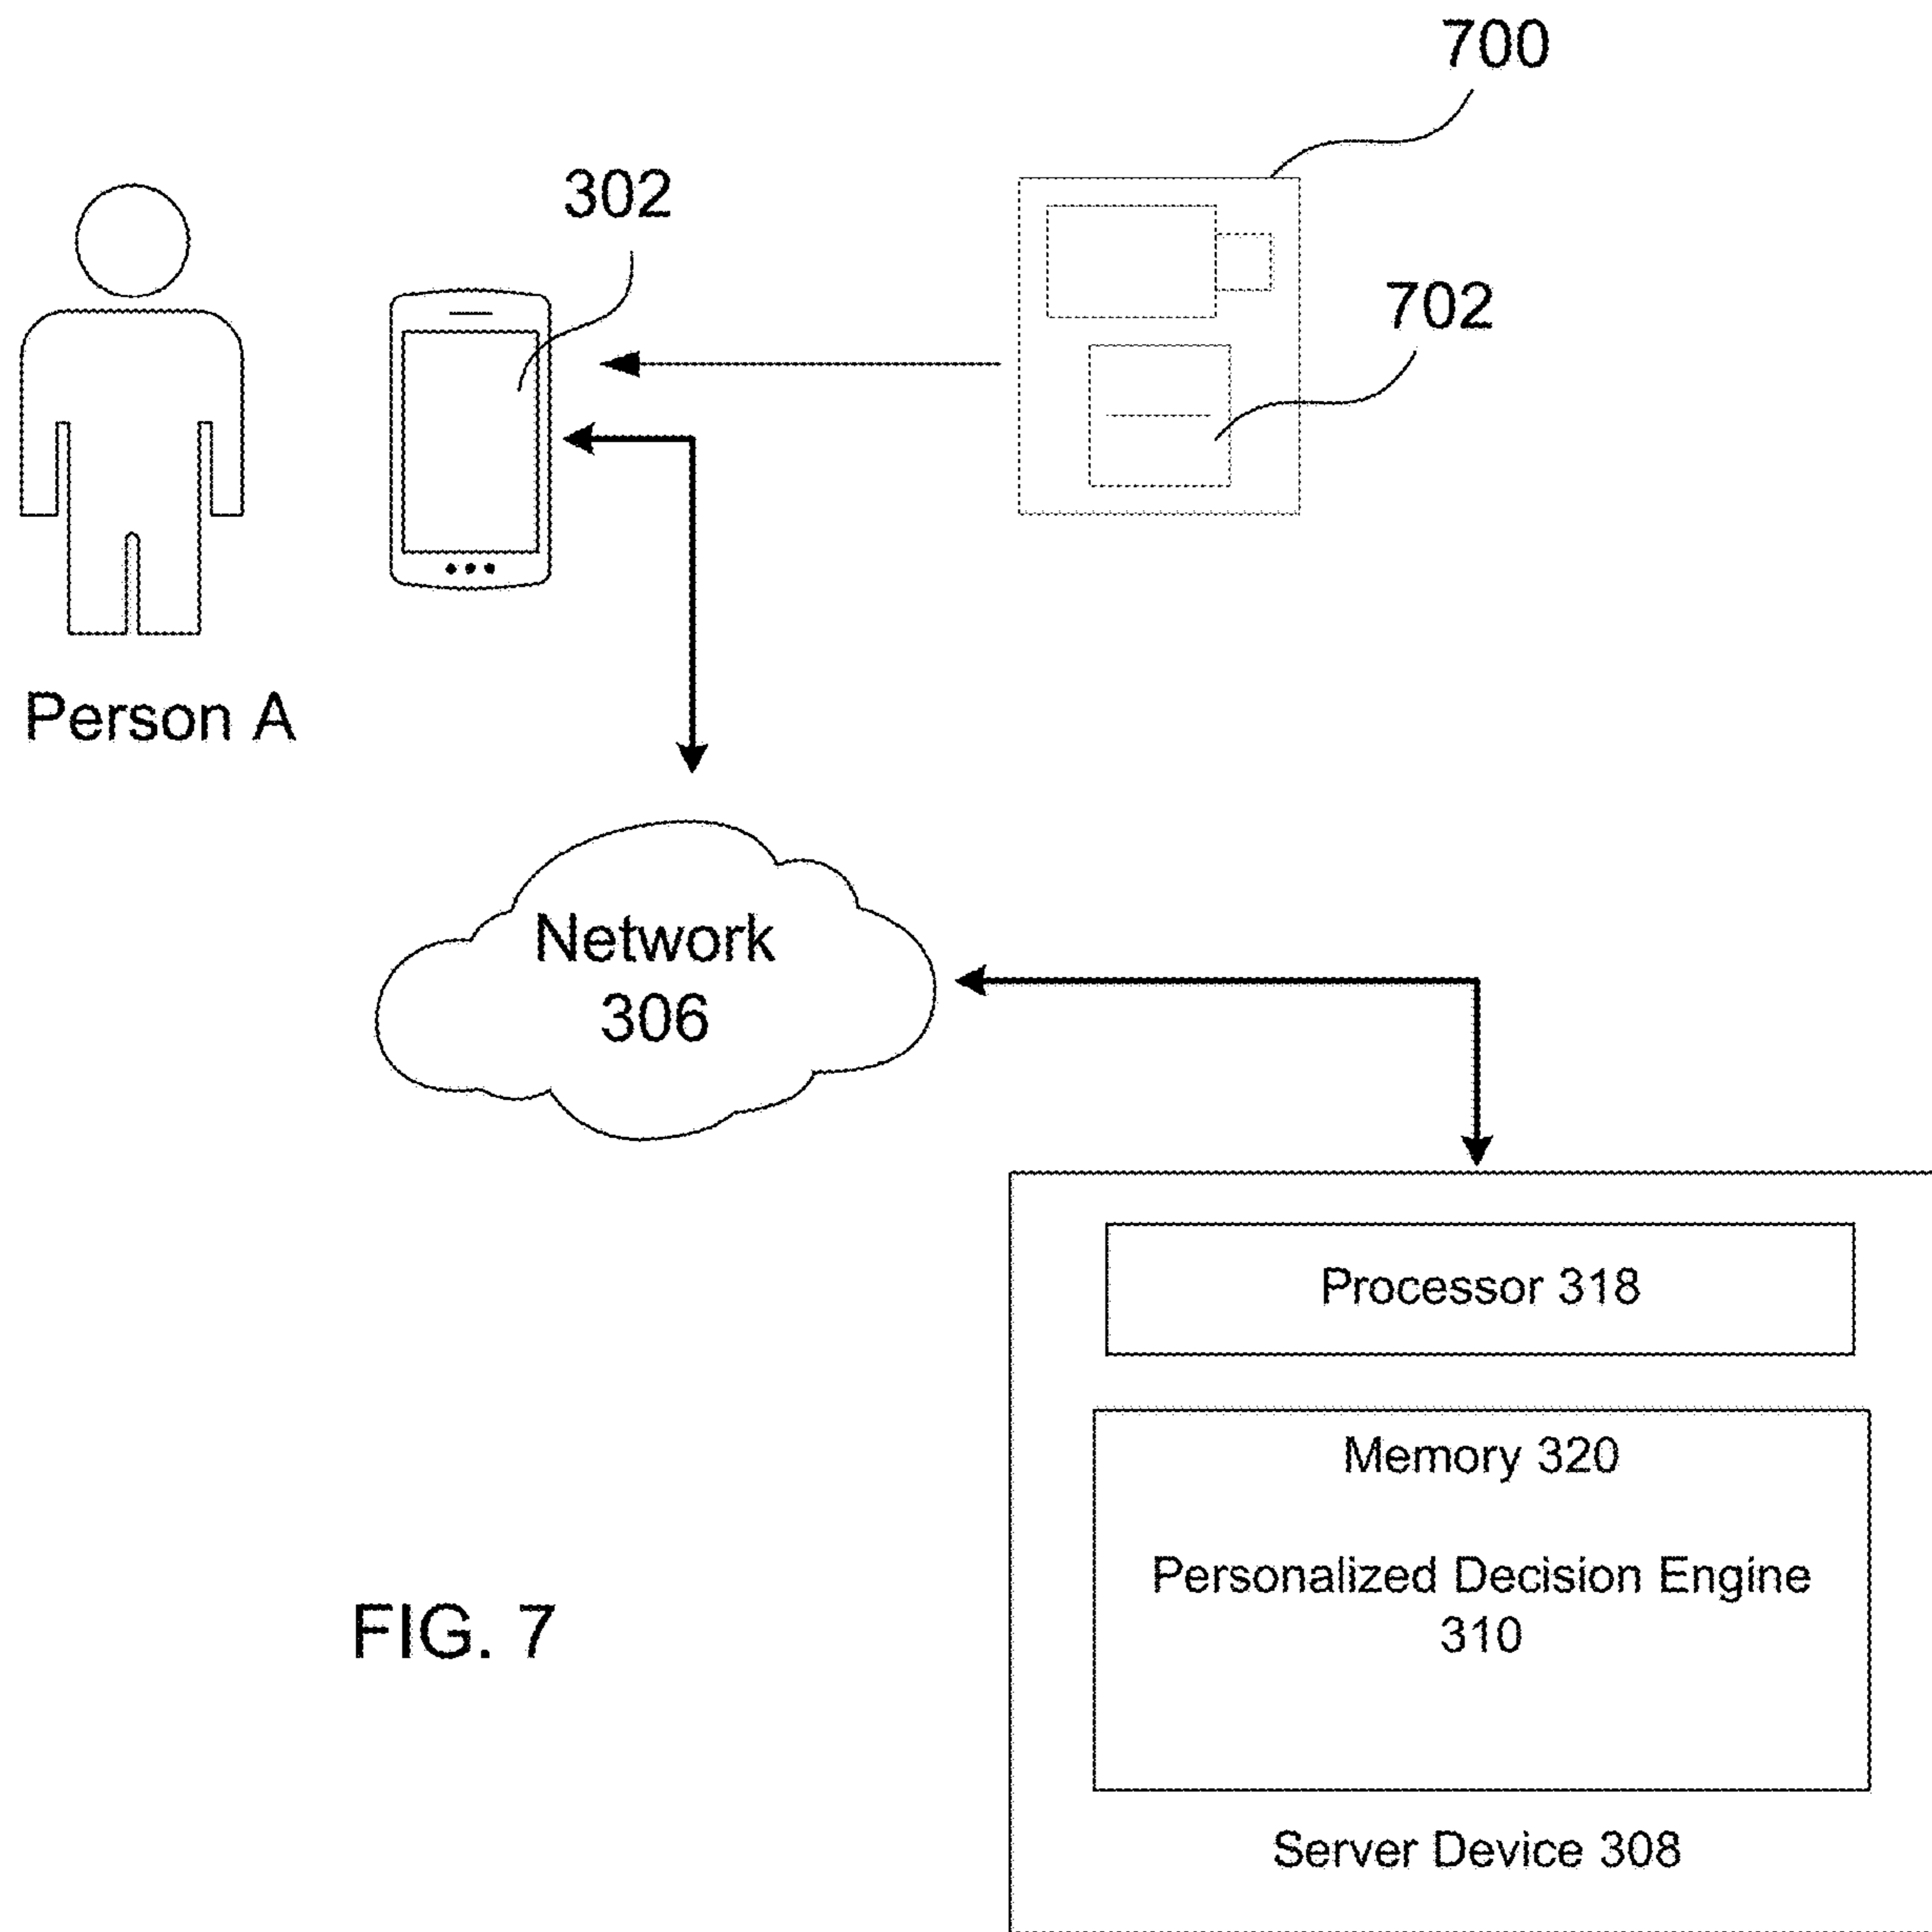 700
302
702
Person A
Network
306
Processor 318
Memory 320
Personalized Decision Engine
310
FIG. 7
Server Device 308